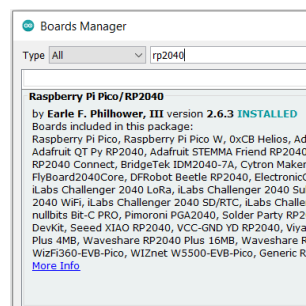 Boards Manager
Type All rp2040
Raspberry Pi Pico/RP2040
by Earle F. Philhower, III version 2.6.3 INSTALLED
Boards included in this package:
Raspberry Pi Pico, Raspberry Pi Pico W, 0xCB Helios, Ad
Adafruit QT Py RP2040, Adafruit STEMMA Friend RP2040
RP2040 Connect, BridgeTek IDM2040-7A, Cytron Maker
FlyBoard2040Core, DFRobot Beetle RP2040, Electronic
iLabs Challenger 2040 LoRa, iLabs Challenger 2040 Su
2040 WiFi, iLabs Challenger 2040 SD/RTC, iLabs Challe
nullbits Bit-C PRO, Pimoroni PGA2040, Solder Party RP2
DevKit, Seeed XIAO RP2040, VCC-GND YD RP2040, Viya
Plus 4MB, Waveshare RP2040 Plus 16MB, Waveshare R
WizFi360-EVB-Pico, WIZnet W5500-EVB-Pico, Generic R
More Info